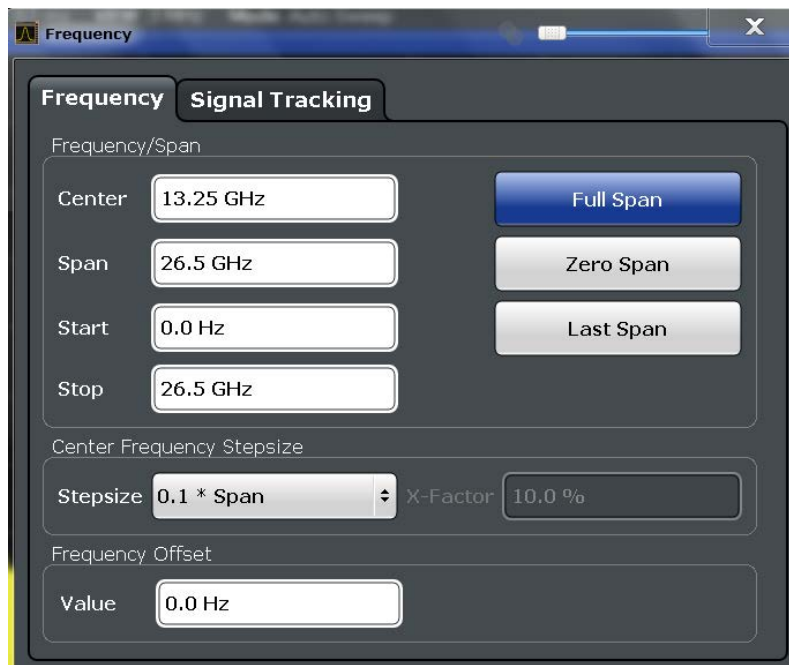 Frequency
X
Frequency Signal Tracking
Frequency/Span
Center 13.25 GHz Full Span
Span 26.5 GHz Zero Span
Start 0.0 Hz Last Span
Stop 26.5 GHz
Center Frequency Stepsize
Stepsize 0.1 * Span X-Factor 10.0 %
Frequency Offset
Value 0.0 Hz